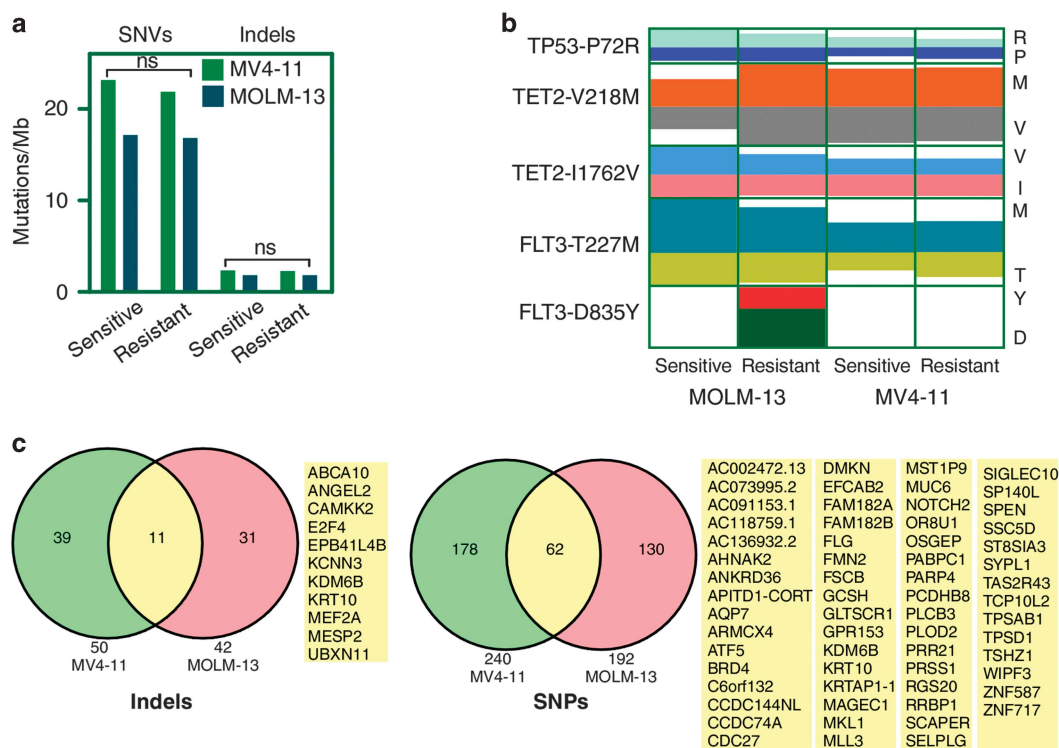 a
SNVs Indels
ns
MV4-11
MOLM-13
20
10
0
Mutations/Mb
ns
Sensitive
Resistant
Sensitive
Resistant
b
TP53-P72R
R
P
TET2-V218M
M
V
TET2-I1762V
V
I
FLT3-T227M
M
T
FLT3-D835Y
Y
D
Sensitive Resistant Sensitive Resistant
MOLM-13 MV4-11
c
39 11 31
50
MV4-11
42
MOLM-13
Indels
ABCA10
ANGEL2
CAMKK2
E2F4
EPB41L4B
KCNN3
KDM6B
KRT10
MEF2A
MESP2
UBXN11
178 62 130
240
MV4-11
192
MOLM-13
SNPs
AC002472.13
AC073995.2
AC091153.1
AC118759.1
AC136932.2
AHNAK2
ANKRD36
APITD1-CORT
AQP7
ARMCX4
ATF5
BRD4
C6orf132
CCDC144NL
CCDC74A
CDC27
DMKN
EFCAB2
FAM182A
FAM182B
FLG
FMN2
FSCB
GCSH
GLTSCR1
GPR153
KDM6B
KRT10
KRTAP1-1
MAGEC1
MKL1
MLL3
MST1P9
MUC6
NOTCH2
OR8U1
OSGEP
PABPC1
PARP4
PCDHB8
PLCB3
PLOD2
PRR21
PRSS1
RGS20
RRBP1
SCAPER
SELPLG
SIGLEC10
SP140L
SPEN
SSC5D
ST8SIA3
SYPL1
TAS2R43
TCP10L2
TPSAB1
TPSD1
TSHZ1
WIPF3
ZNF587
ZNF717